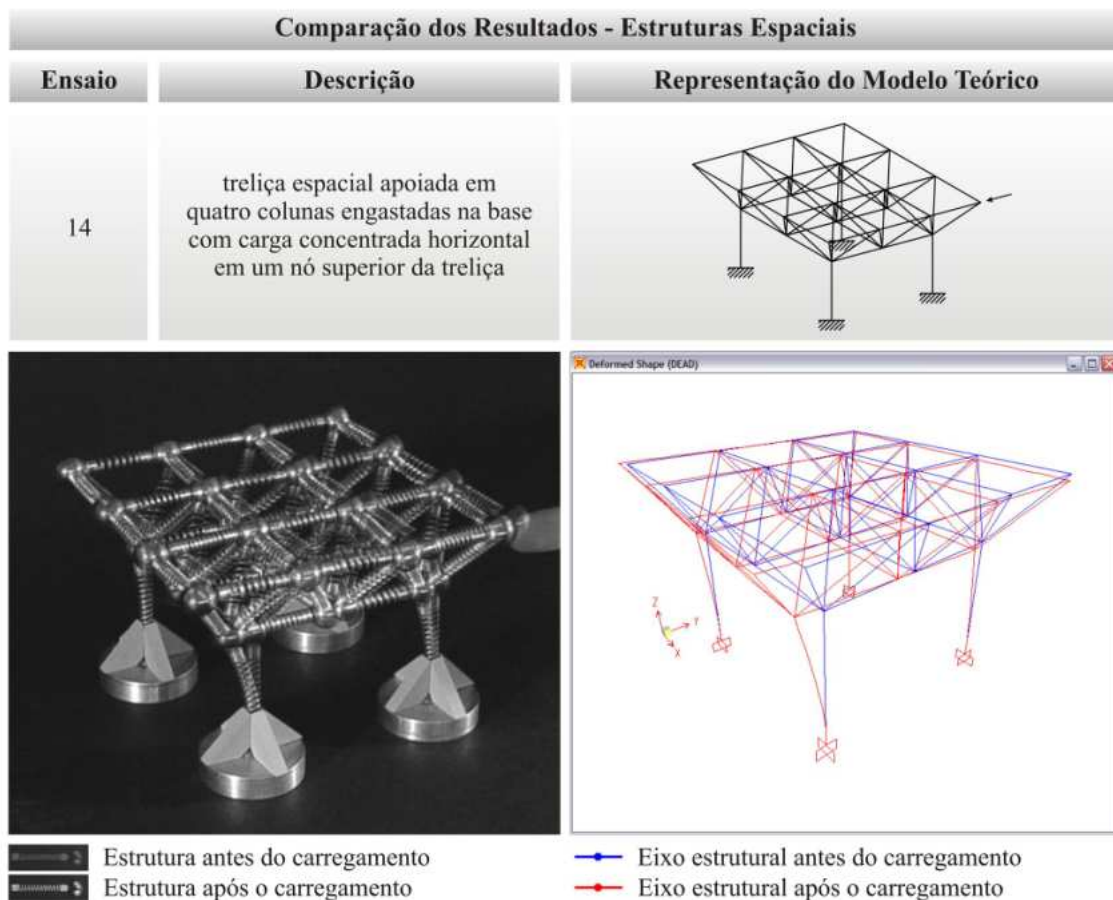 Comparação dos Resultados - Estruturas Espaciais
Ensaio
Descrição
Representação do Modelo Teórico
14
treliça espacial apoiada em
quatro colunas engastadas na base
com carga concentrada horizontal
em um nó superior da treliça
Deformed Shape (DEAD)
Z
Y
X
Estrutura antes do carregamento
Estrutura após o carregamento
Eixo estrutural antes do carregamento
Eixo estrutural após o carregamento